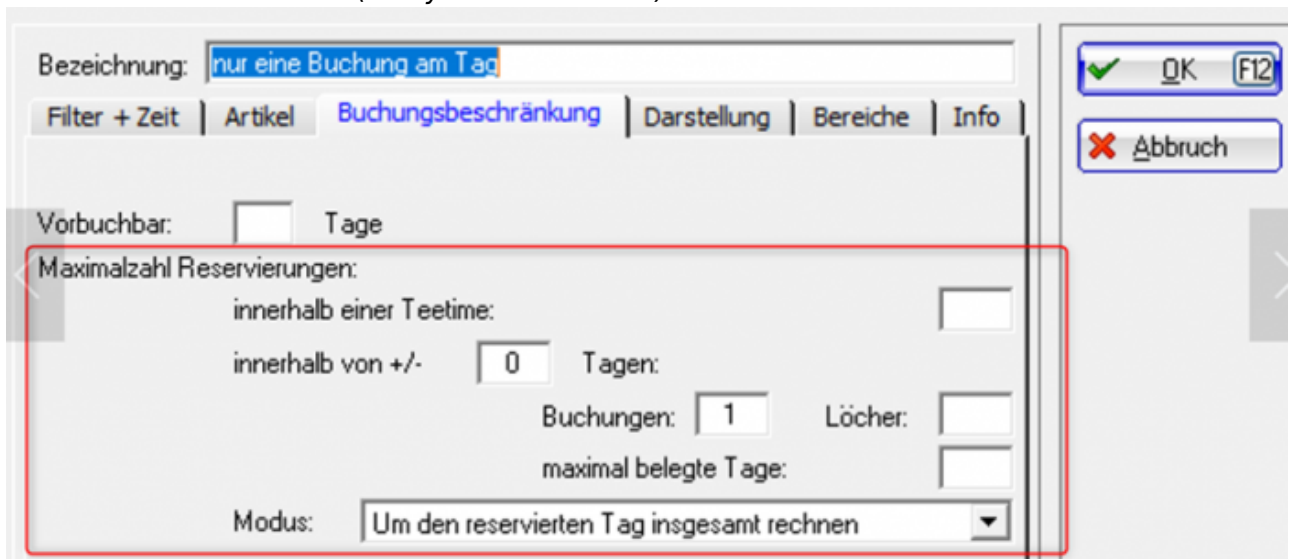 Bezeichnung: nur eine Buchung am Tag
OK F12
Filter + Zeit Artikel Buchungsbeschränkung Darstellung Bereiche Info
Abbruch
Vorbuchbar: Tage
Maximalzahl Reservierungen:
innerhalb einer Teetime:
innerhalb von +/- 0 Tagen:
Buchungen: 1 Löcher:
maximal belegte Tage:
Modus: Um den reservierten Tag insgesamt rechnen